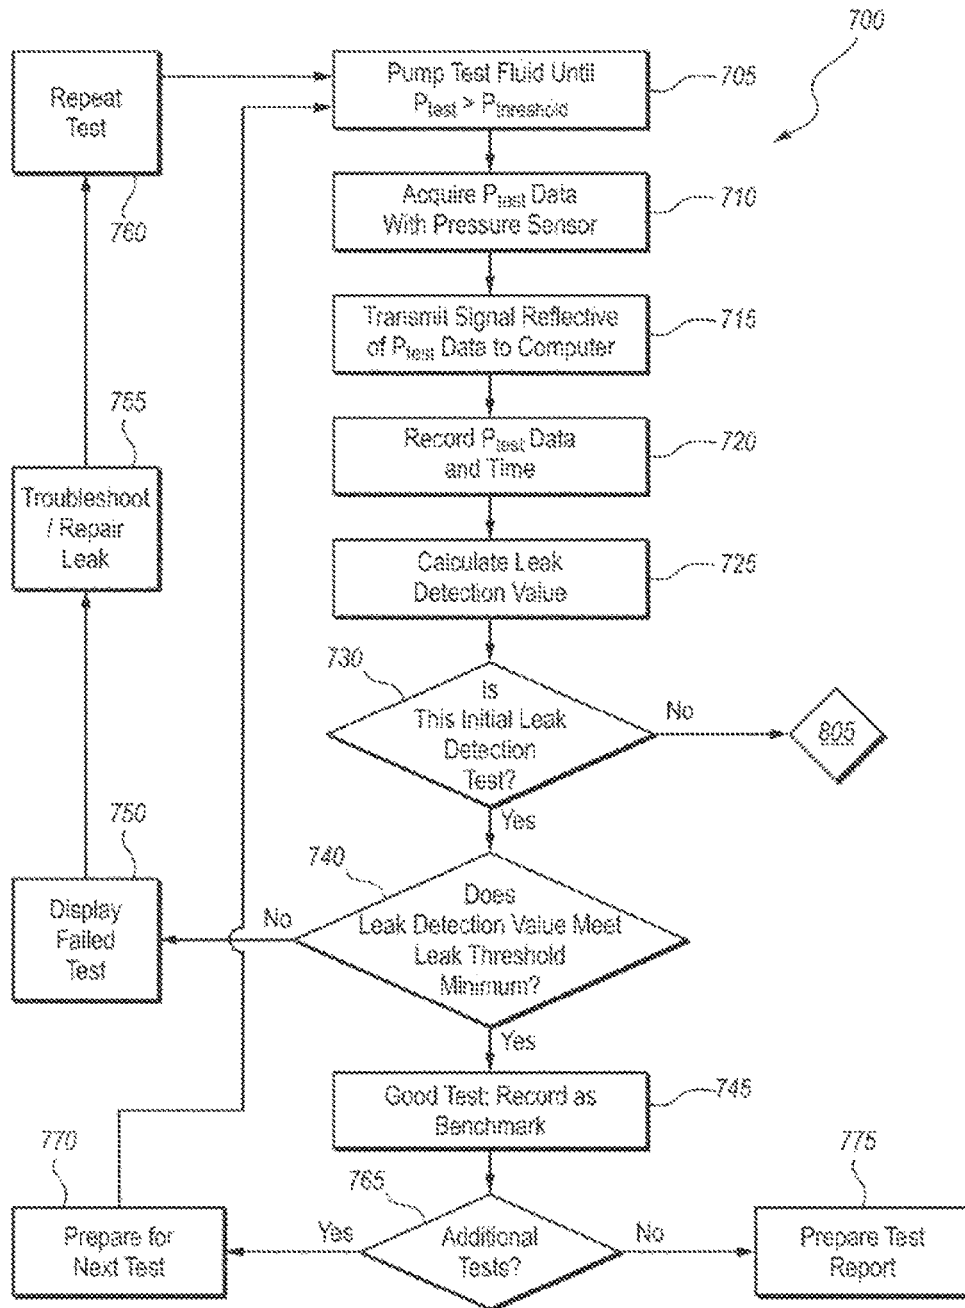 700
Repeat
Test
760
Pump Test Fluid Until
Ptest > Pthreshold
705
Acquire Ptest Data
With Pressure Sensor
710
Transmit Signal Reflective
of Ptest Data to Computer
715
755
Troubleshoot
/ Repair
Leak
Record Ptest Data
and Time
720
Calculate Leak
Detection Value
725
730
Is
This Initial Leak
Detection
Test?
No
805
Yes
750
Display
Failed
Test
No
740
Does
Leak Detection Value Meet
Leak Threshold
Minimum?
Yes
Good Test: Record as
Benchmark
745
770
Prepare for
Next Test
Yes
765
Additional
Tests?
No
775
Prepare Test
Report